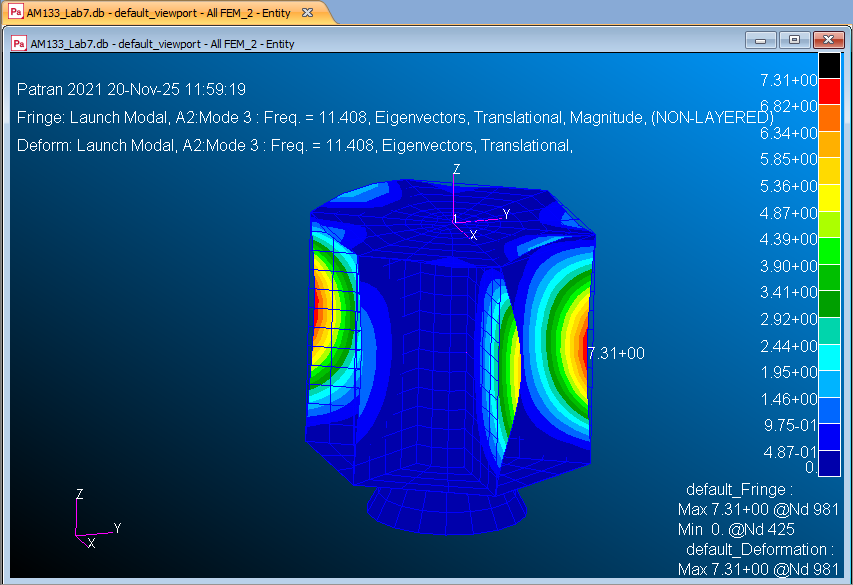 AM133_Lab7.db - default_viewport - All FEM_2 - Entity
AM133_Lab7.db - default_viewport - All FEM_2 - Entity
Patran 2021 20-Nov-25 11:59:19
Fringe: Launch Modal, A2:Mode 3 : Freq. = 11.408, Eigenvectors, Translational, Magnitude, (NON-LAYERED)
Deform: Launch Modal, A2:Mode 3 : Freq. = 11.408, Eigenvectors, Translational,
7.31+00
6.82+00
6.34+00
5.85+00
5.36+00
4.87+00
4.39+00
3.90+00
3.41+00
2.92+00
2.44+00
1.95+00
1.46+00
9.75-01
4.87-01
0.
Z
Y
X
1
7.31+00
Z
Y
X
default_Fringe :
Max 7.31+00 @Nd 981
Min 0. @Nd 425
default_Deformation :
Max 7.31+00 @Nd 981